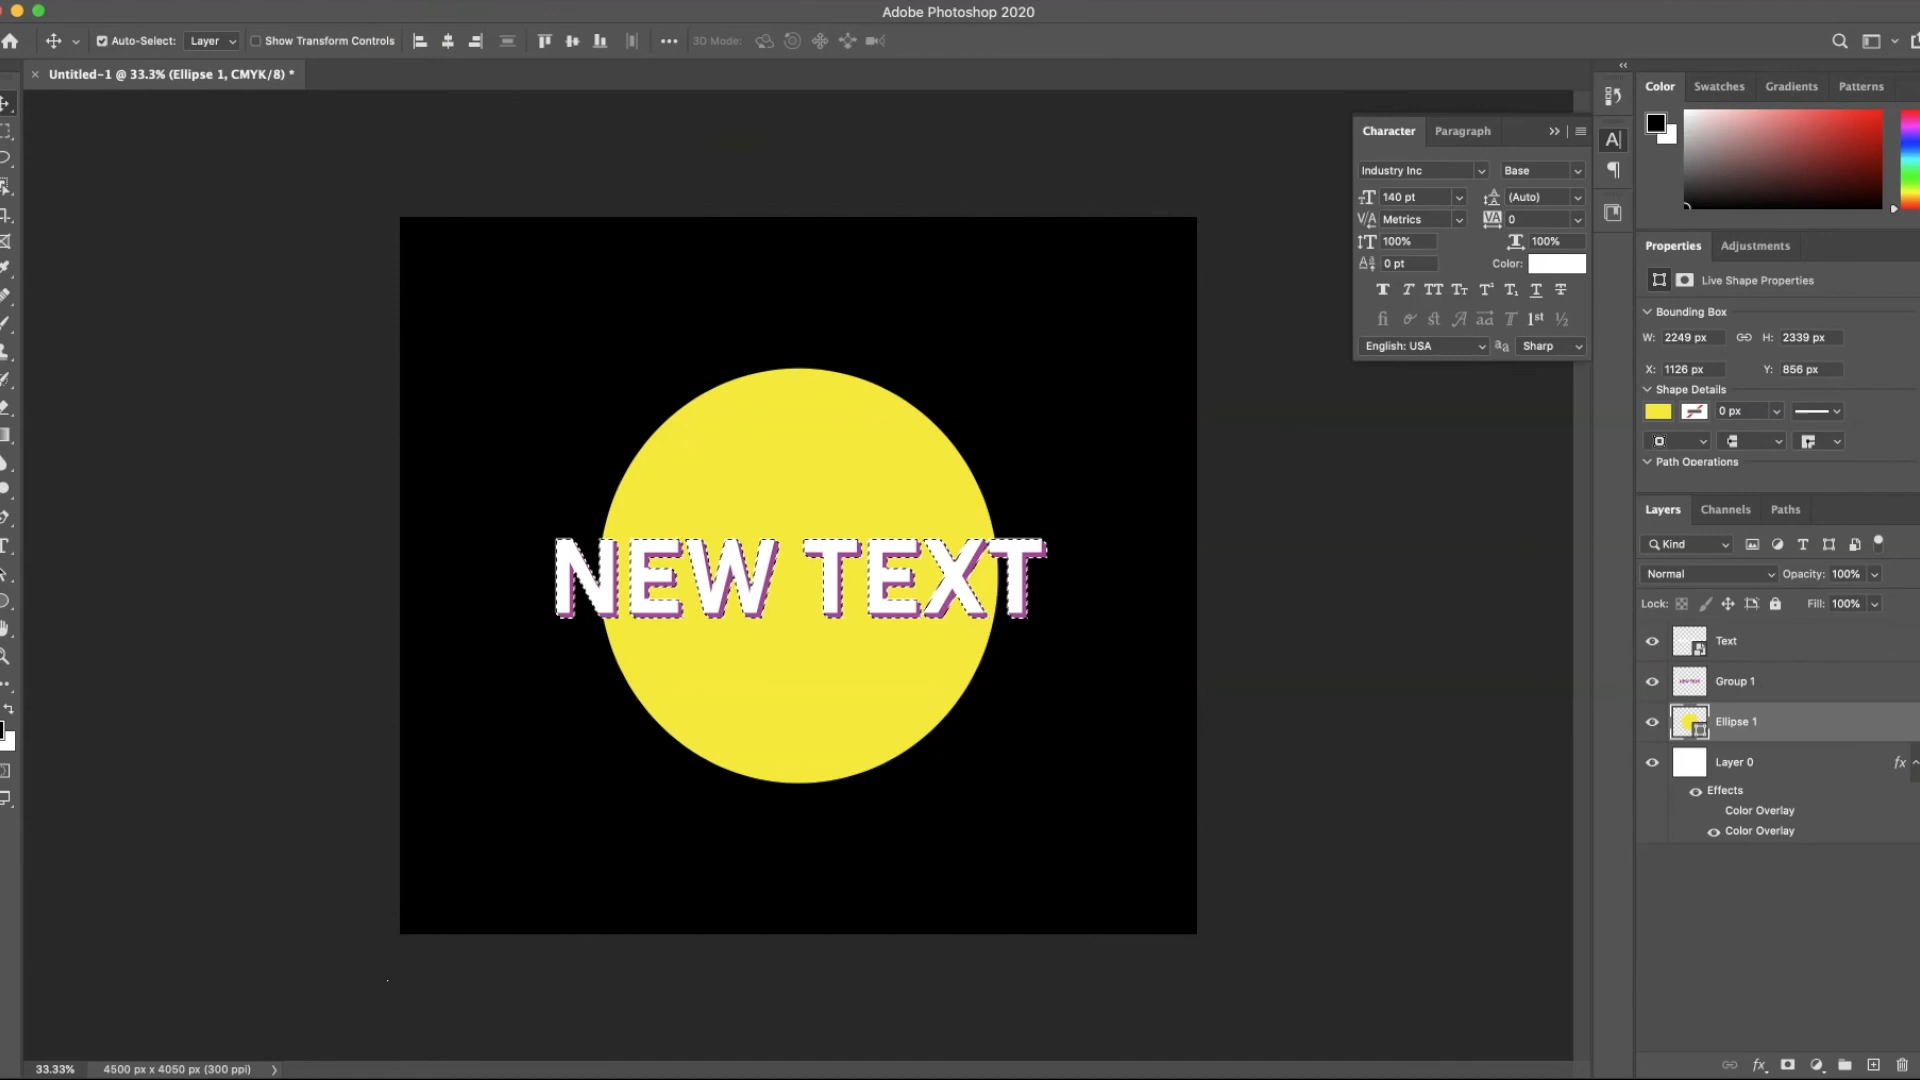 Adobe Photoshop 2020
Auto-Select: Layer Show Transform Controls 3D Mode:
Untitled-1 @ 33.3% (Ellipse 1, CMYK/8) *
Color Swatches Gradients Patterns
Character Paragraph
Industry Inc Base
140 pt (Auto)
Metrics 0
100% 100%
0 pt Color:
English: USA Sharp
Properties Adjustments
Live Shape Properties
Bounding Box
W: 2249 px H: 2339 px
X: 1126 px Y: 856 px
Shape Details
0 px
Path Operations
NEW TEXT
Layers Channels Paths
Kind
Normal Opacity: 100%
Lock: Fill: 100%
Text
Group 1
Ellipse 1
Layer 0 fx
Effects
Color Overlay
Color Overlay
33.33% 4500 px x 4050 px (300 ppi)
fx